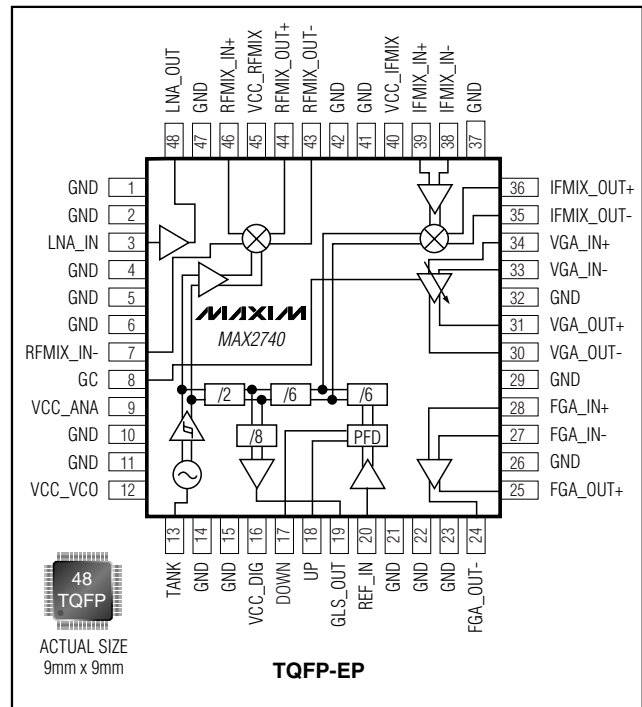 LNA_OUT
GND
RFMIX_IN+
VCC_RFMIX
RFMIX_OUT+
RFMIX_OUT-
GND
GND
VCC_IFMIX
IFMIX_IN+
IFMIX_IN-
GND
48 47 46 45 44 43 42 41 40 39 38 37
GND 1
GND 2
LNA_IN 3
GND 4
GND 5
GND 6
RFMIX_IN- 7
GC 8
VCC_ANA 9
GND 10
GND 11
VCC_VCO 12
36 IFMIX_OUT+
35 IFMIX_OUT-
34 VGA_IN+
33 VGA_IN-
32 GND
31 VGA_OUT+
30 VGA_OUT-
29 GND
28 FGA_IN+
27 FGA_IN-
26 GND
25 FGA_OUT+
MAXIM
MAX2740
/2 /6 /6
/8 PFD
13 14 15 16 17 18 19 20 21 22 23 24
TANK
GND
GND
VCC_DIG
DOWN
UP
GLS_OUT
REF_IN
GND
GND
GND
FGA_OUT-
48
TQFP
ACTUAL SIZE
9mm x 9mm
TQFP-EP